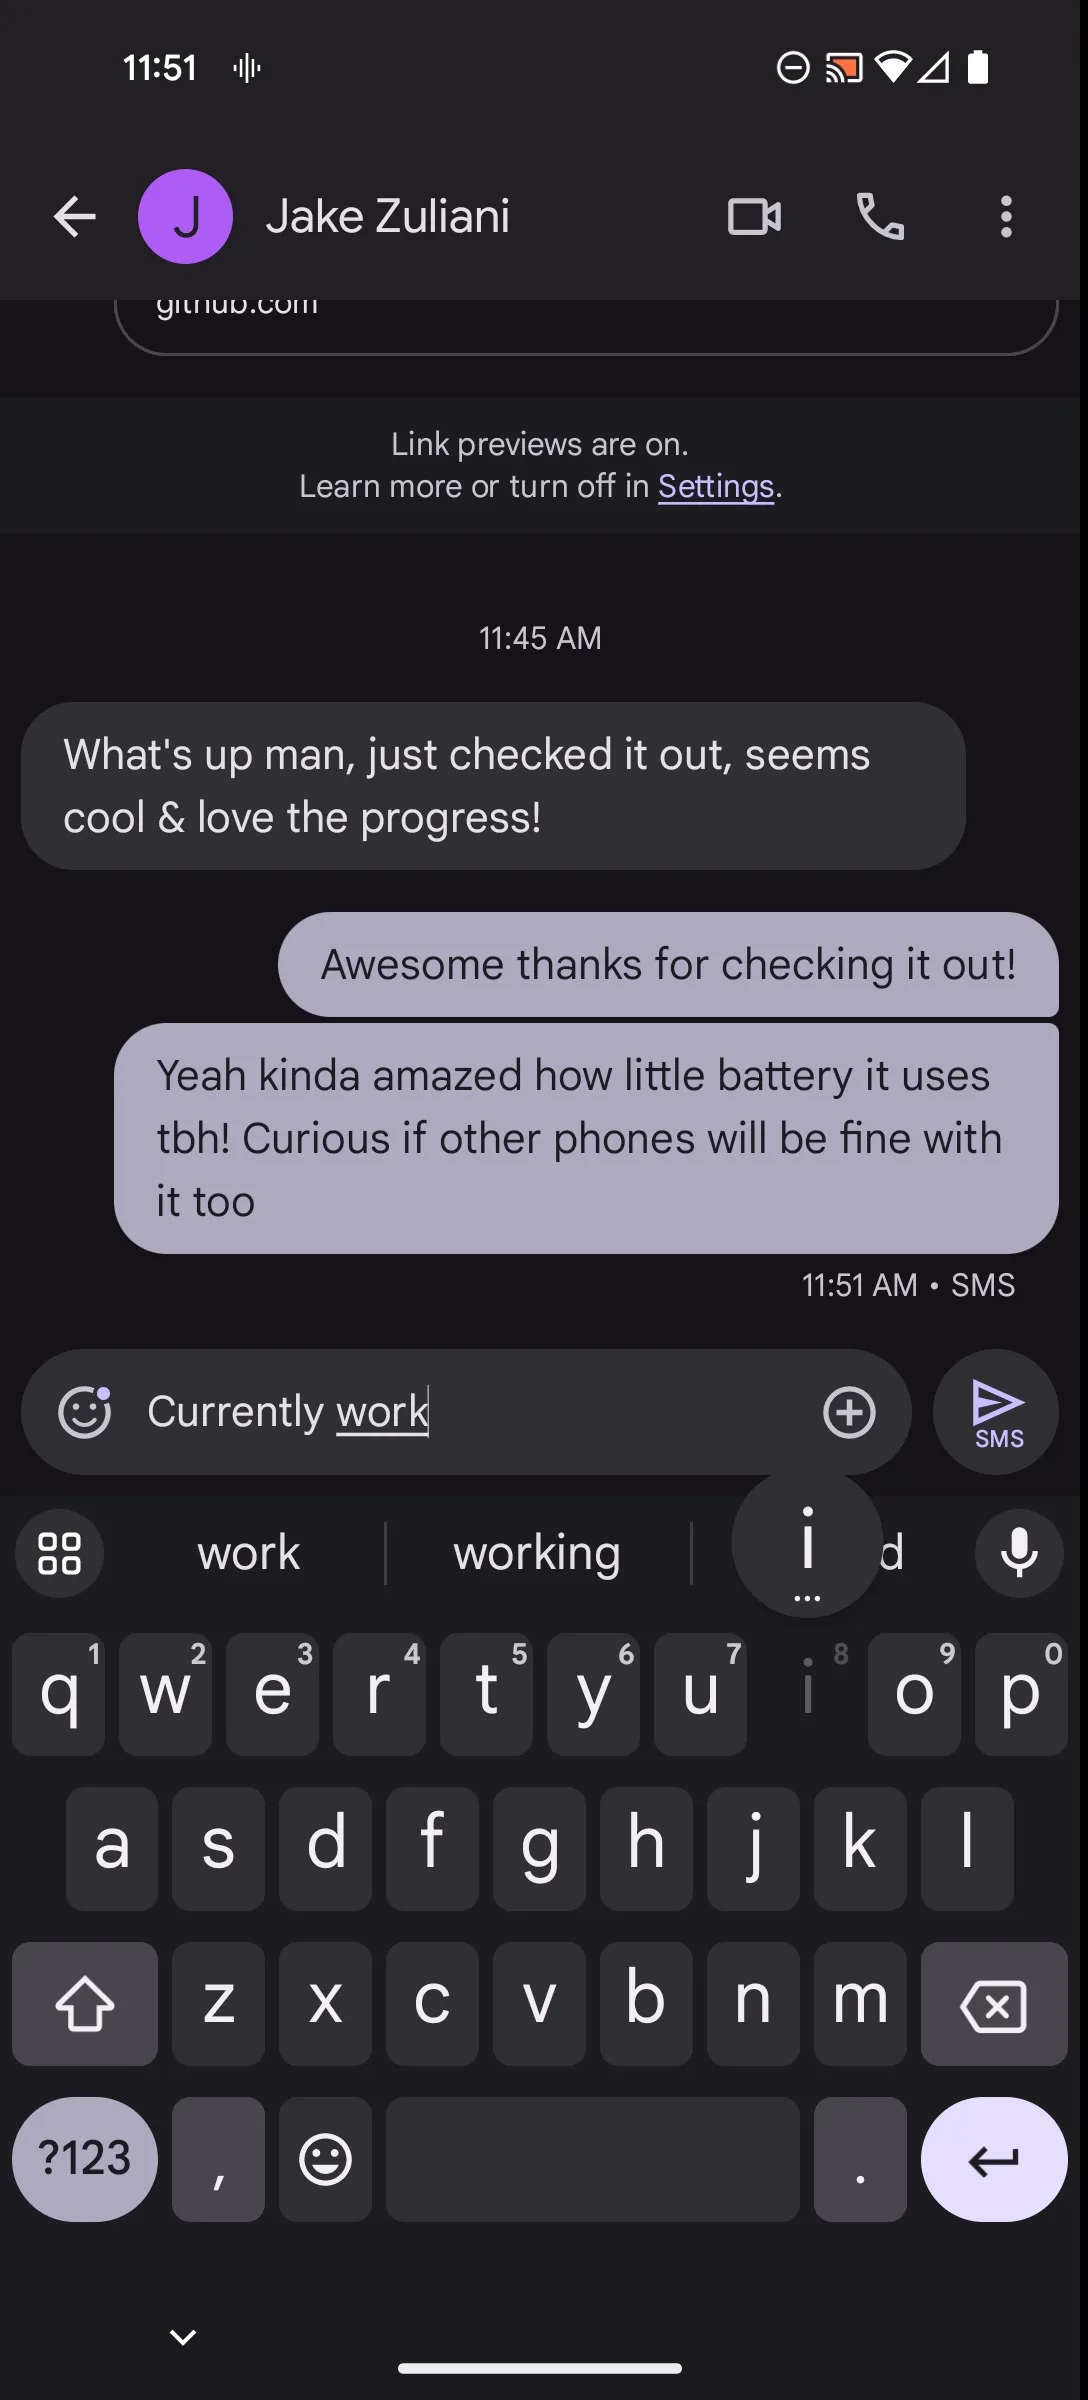 11:51
J
Jake Zuliani
github.com
Link previews are on.
Learn more or turn off in Settings.
11:45 AM
What's up man, just checked it out, seems
cool & love the progress!
Awesome thanks for checking it out!
Yeah kinda amazed how little battery it uses
tbh! Curious if other phones will be fine with
it too
11:51 AM • SMS
Currently work
SMS
work
working
i
...
d
q 1 w 2 e 3 r 4 t 5 y 6 u 7 i 8 o 9 p 0
a s d f g h j k l
z x c v b n m
?123 , .